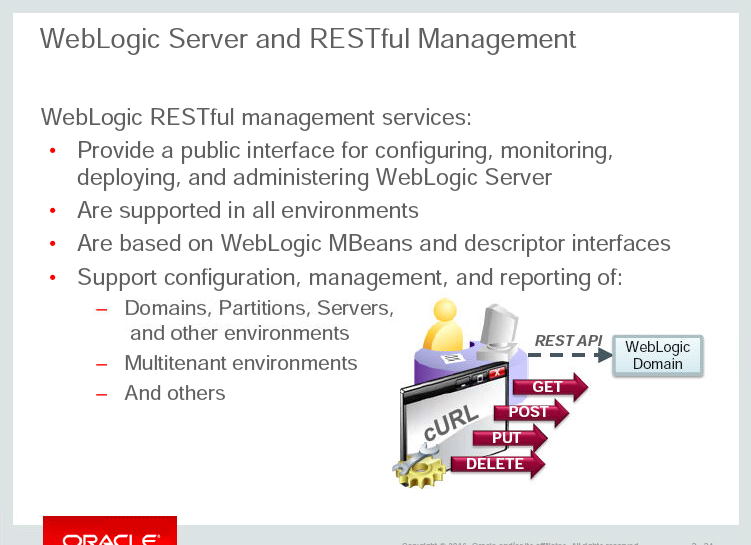 WebLogic Server and RESTful Management
WebLogic RESTful management services:
• Provide a public interface for configuring, monitoring,
deploying, and administering WebLogic Server
• Are supported in all environments
• Are based on WebLogic MBeans and descriptor interfaces
• Support configuration, management, and reporting of:
– Domains, Partitions, Servers,
and other environments
– Multitenant environments
– And others
REST API
WebLogic
Domain
X
GET
cURL
POST
PUT
DELETE
ORACLE